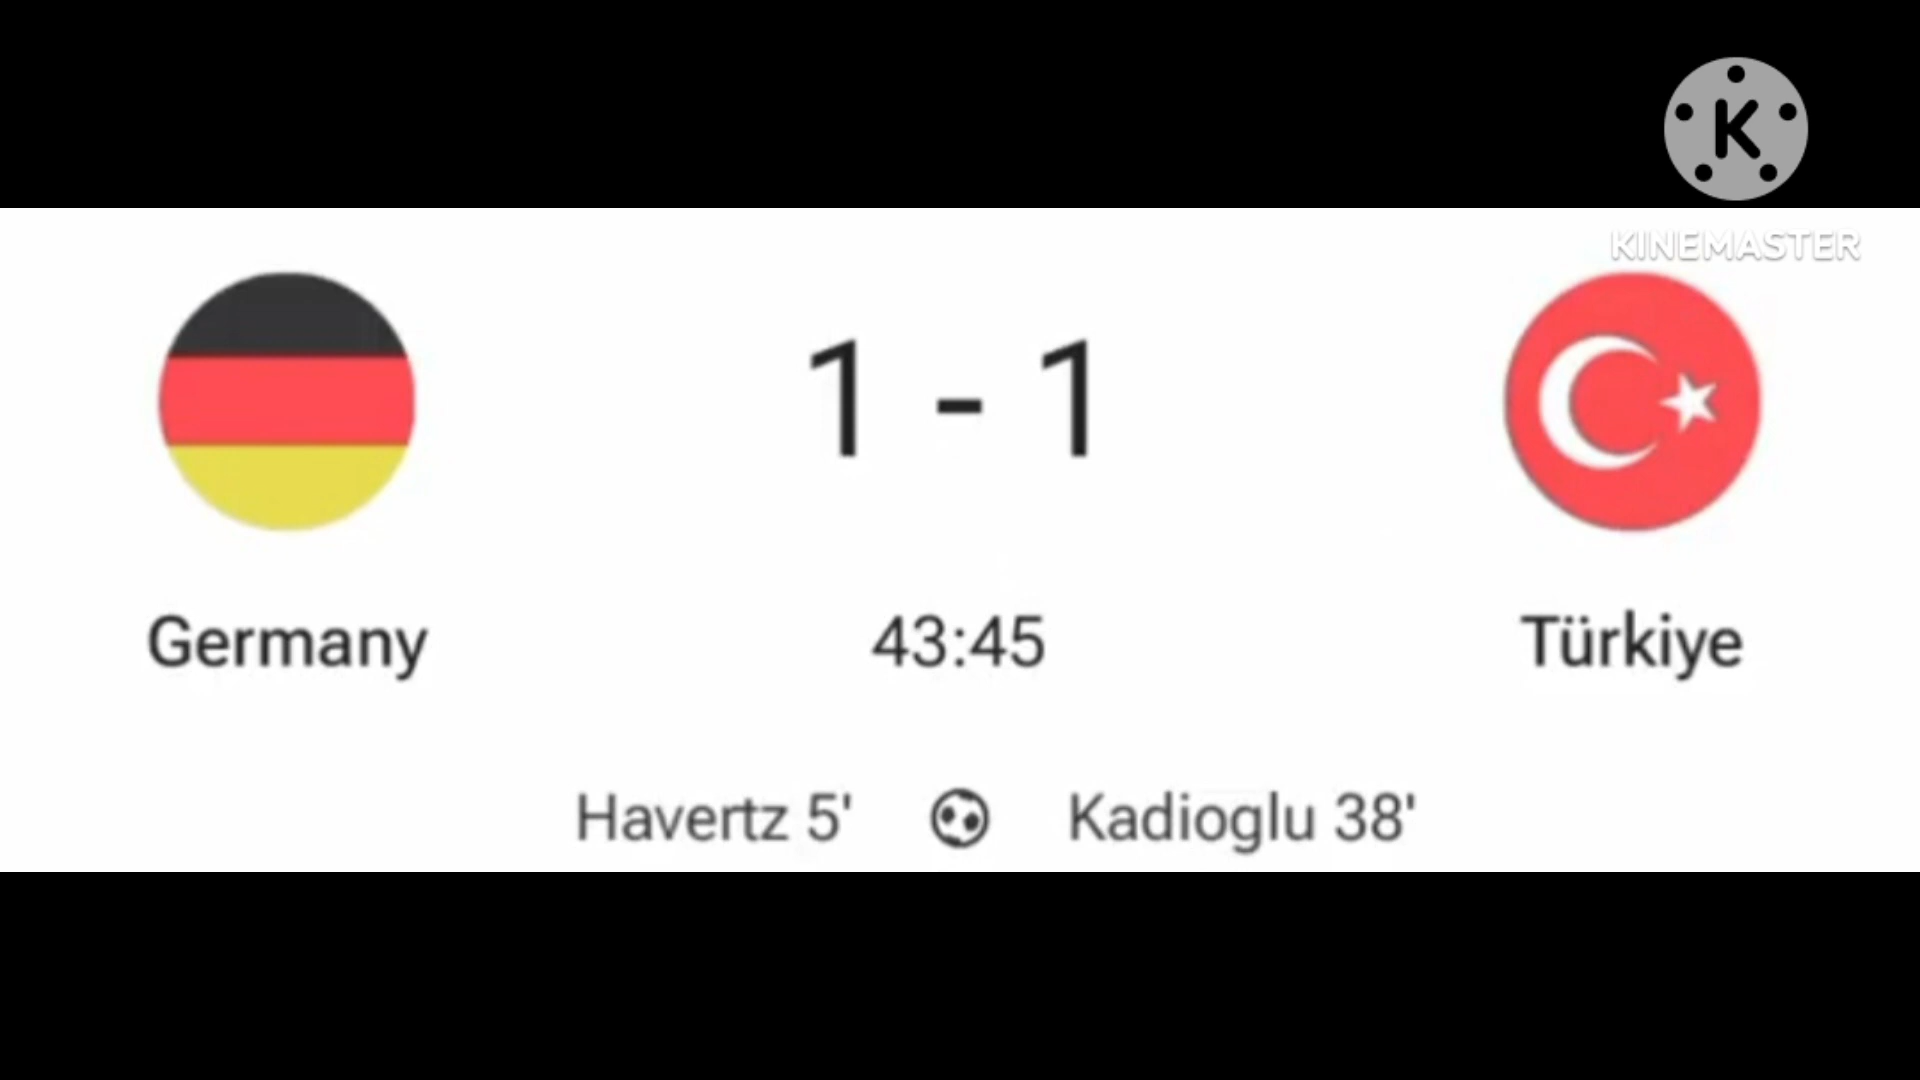 K
KINEMASTER
1 - 1
Germany
43:45
Türkiye
Havertz 5' Kadioglu 38'